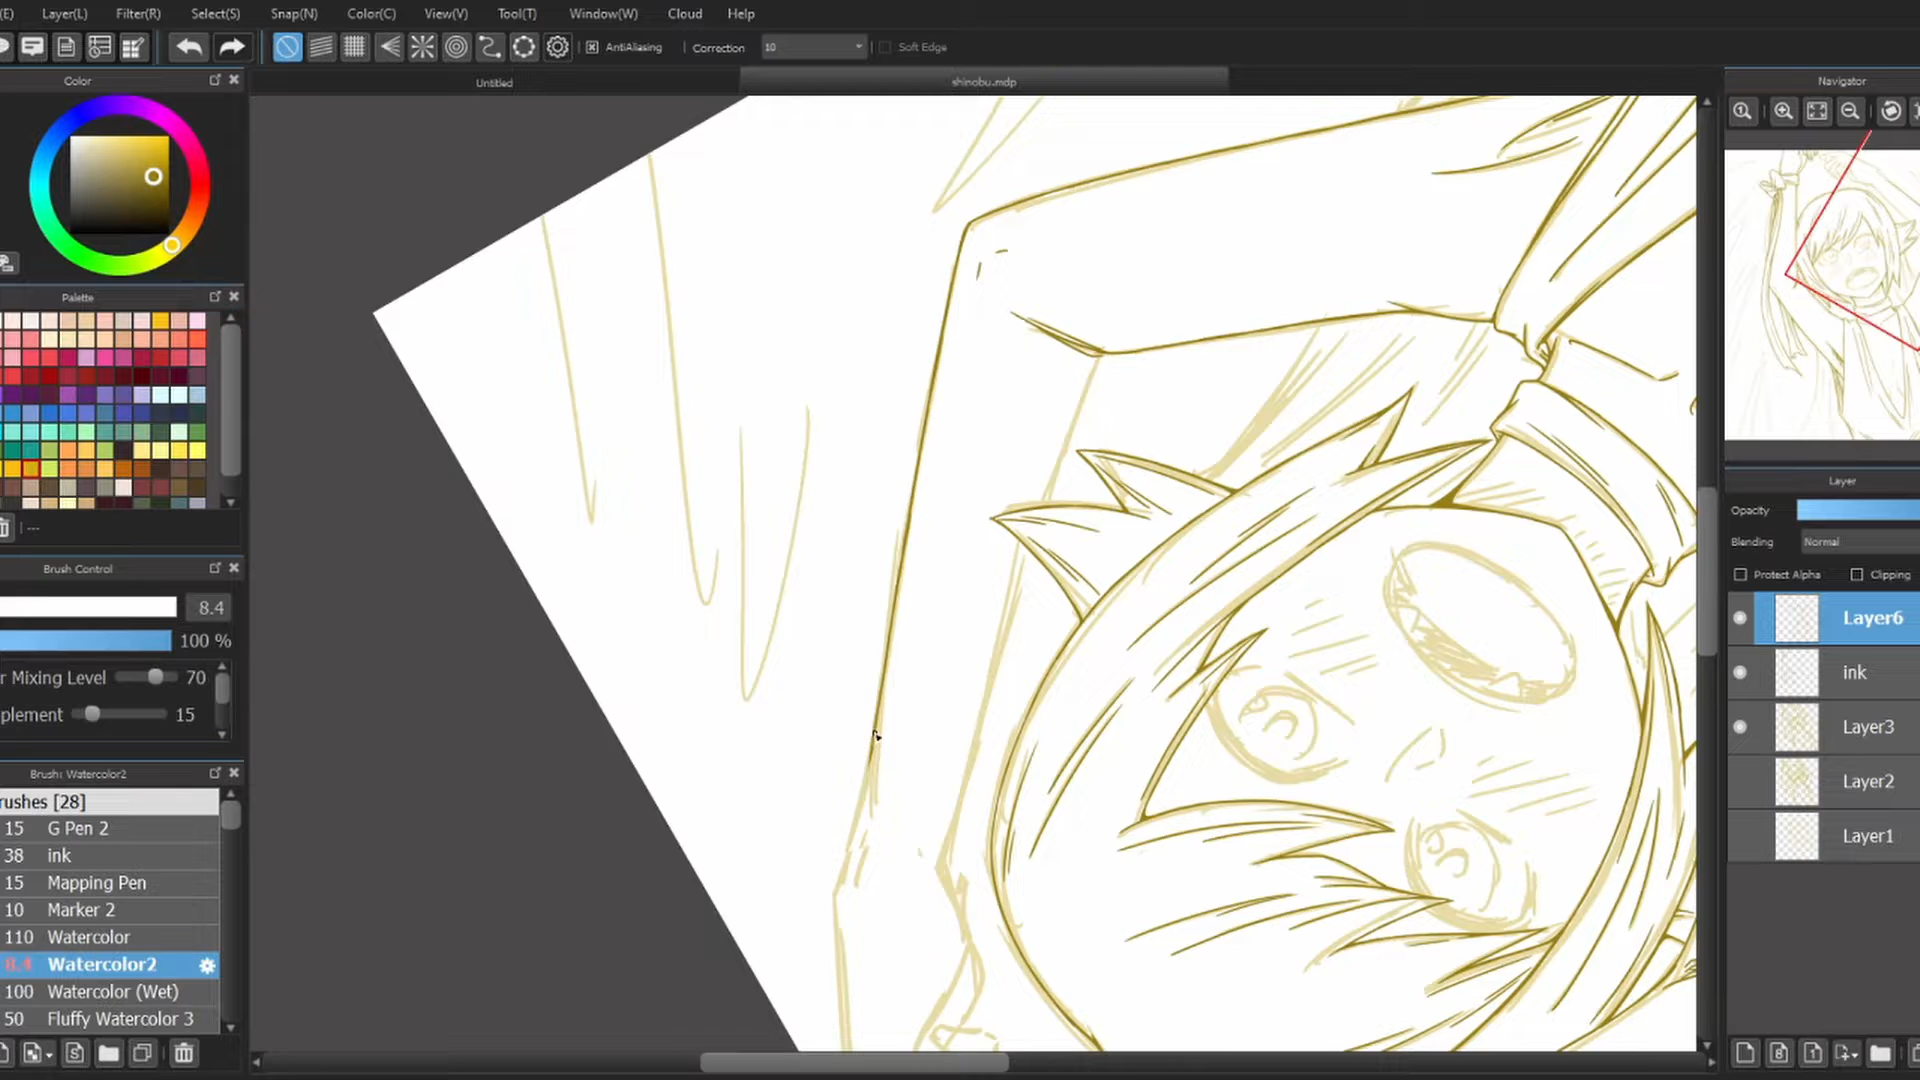 (E) Layer(L) Filter(R) Select(S) Snap(N) Color(C) View(V) Tool(T) Window(W) Cloud Help
AntiAliasing Correction 10 Soft Edge
Untitled shinobu.mdp
Color
Palette
---
Brush Control
8.4
100 %
r Mixing Level 70
plement 15
Brush: Watercolor2
rushes [28]
15 G Pen 2
38 ink
15 Mapping Pen
10 Marker 2
110 Watercolor
8.4 Watercolor2
100 Watercolor (Wet)
50 Fluffy Watercolor 3
Navigator
Layer
Opacity
Blending Normal
Protect Alpha Clipping
Layer6
ink
Layer3
Layer2
Layer1